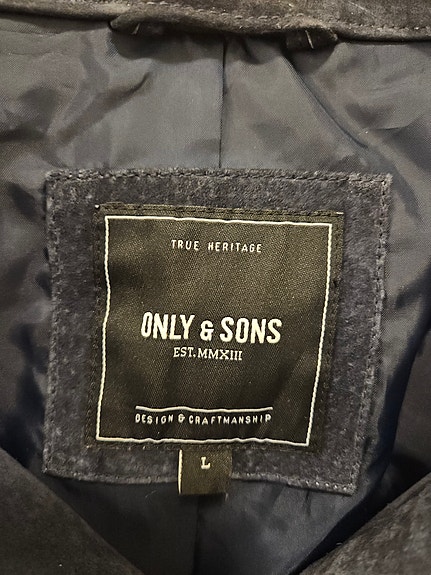 TRUE HERITAGE
ONLY & SONS
EST. MMXIII
DESIGN & CRAFTMANSHIP
L